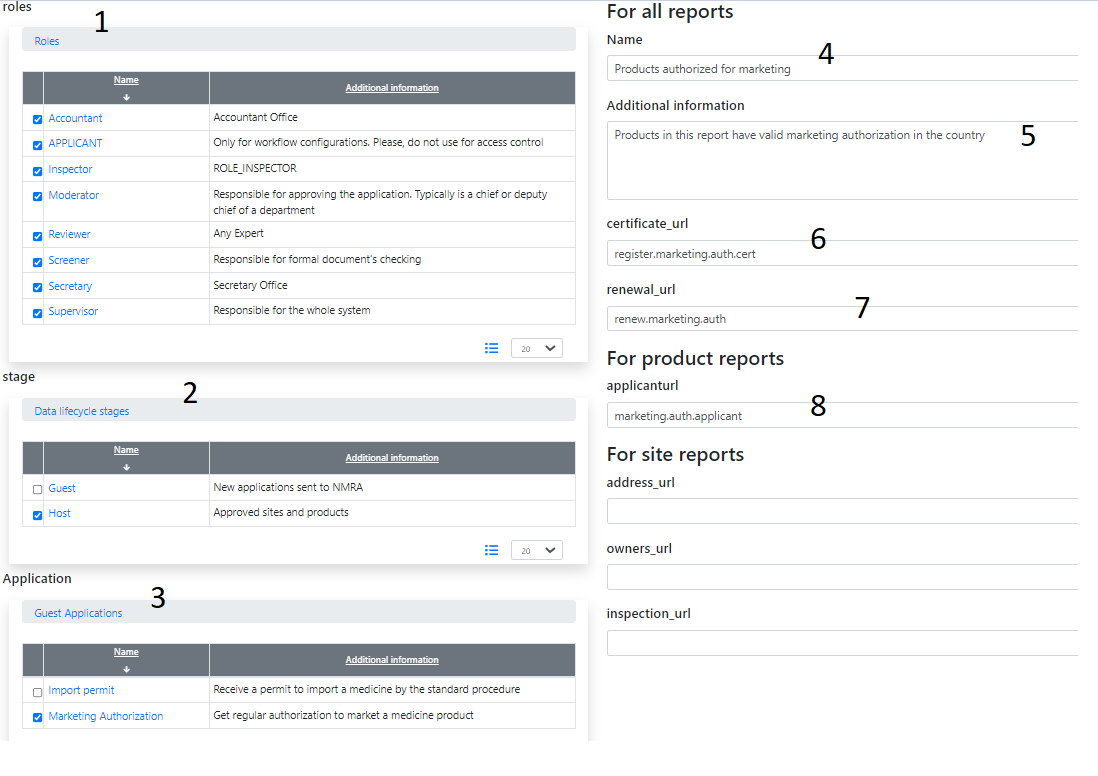 roles
1
Roles
Name
Additional information
Accountant
Accountant Office
APPLICANT
Only for workflow configurations. Please, do not use for access control
Inspector
ROLE_INSPECTOR
Moderator
Responsible for approving the application. Typically is a chief or deputy
chief of a department
Reviewer
Any Expert
Screener
Responsible for formal document's checking
Secretary
Secretary Office
Supervisor
Responsible for the whole system
20
stage
2
Data lifecycle stages
Name
Additional information
Guest
New applications sent to NMRA
Host
Approved sites and products
20
Application
3
Guest Applications
Name
Additional information
Import permit
Receive a permit to import a medicine by the standard procedure
Marketing Authorization
Get regular authorization to market a medicine product
For all reports
Name
4
Products authorized for marketing
Additional information
Products in this report have valid marketing authorization in the country
5
certificate_url
6
register.marketing.auth.cert
renewal_url
7
renew.marketing.auth
For product reports
applicanturl
8
marketing.auth.applicant
For site reports
address_url
owners_url
inspection_url